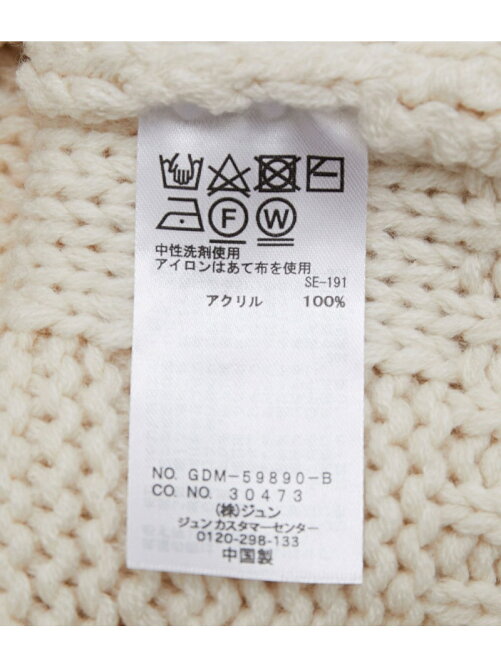 F W
中性洗剤使用
アイロンはあて布を使用
SE-191
アクリル 100%
NO. GDM-59890-B
CO. NO. 30473
(株)ジュン
ジュンカスタマーセンター
0120-298-133
中国製